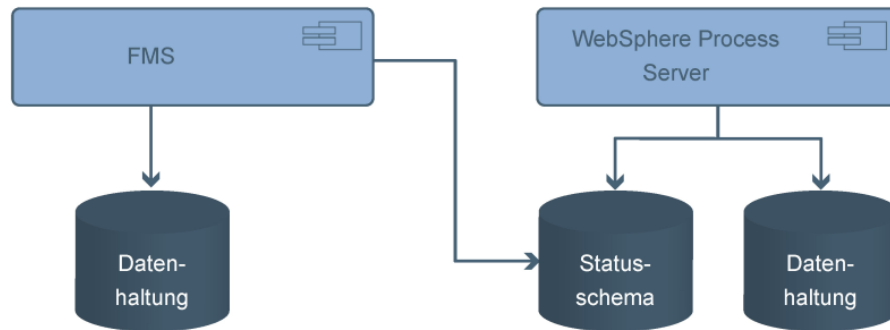 FMS
WebSphere Process
Server
Daten-
haltung
Status-
schema
Daten-
haltung